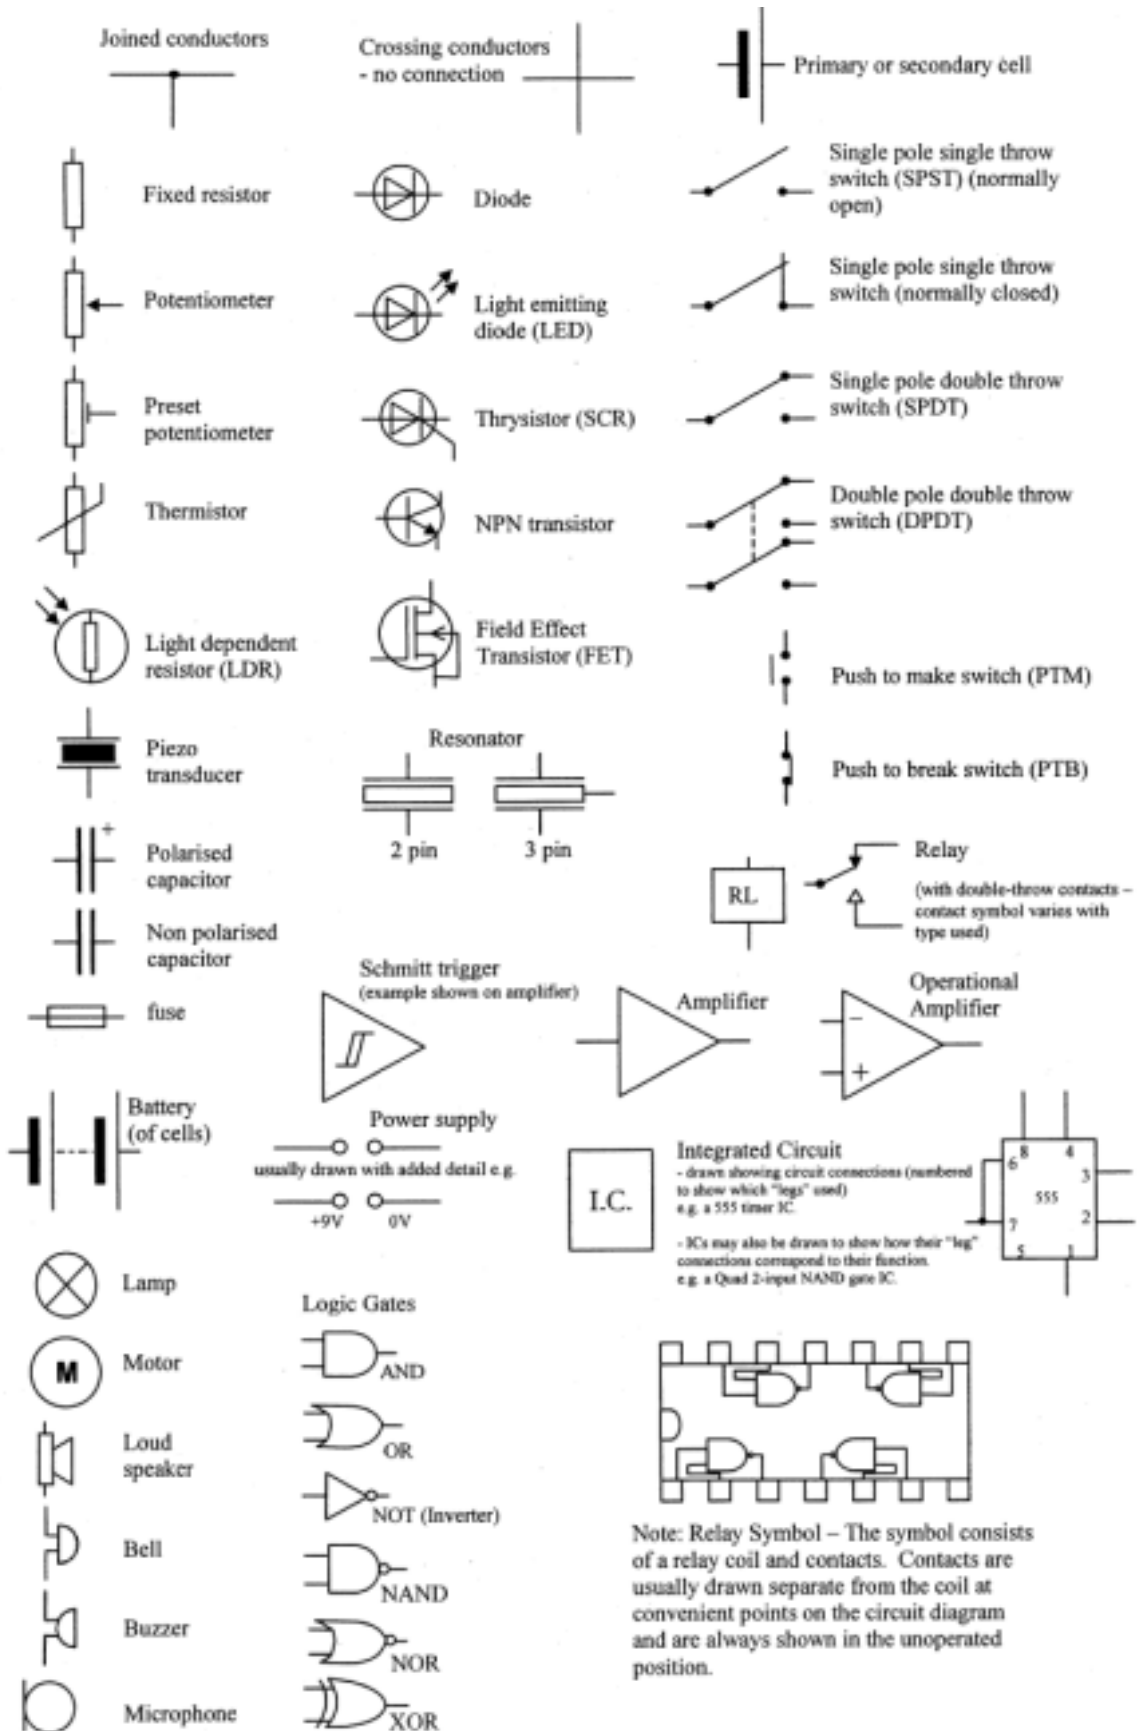 Joined conductors
Crossing conductors
- no connection
Primary or secondary cell
Fixed resistor
Diode
Single pole single throw
switch (SPST) (normally
open)
Potentiometer
Light emitting
diode (LED)
Single pole single throw
switch (normally closed)
Preset
potentiometer
Thrysistor (SCR)
Single pole double throw
switch (SPDT)
Thermistor
NPN transistor
Double pole double throw
switch (DPDT)
Light dependent
resistor (LDR)
Field Effect
Transistor (FET)
Push to make switch (PTM)
Piezo
transducer
Resonator
2 pin
3 pin
Push to break switch (PTB)
+
Polarised
capacitor
RL
Relay
(with double-throw contacts –
contact symbol varies with
type used)
Non polarised
capacitor
fuse
Schmitt trigger
(example shown on amplifier)
Amplifier
Operational
Amplifier
−
+
Battery
(of cells)
Power supply
usually drawn with added detail e.g.
+9V
0V
I.C.
Integrated Circuit
- drawn showing circuit connections (numbered
to show which "legs" used)
e.g. a 555 timer IC.
- ICs may also be drawn to show how their "leg"
connections correspond to their function.
e.g. a Quad 2-input NAND gate IC.
8
4
6
3
555
7
2
5
1
Lamp
M
Motor
Loud
speaker
Bell
Buzzer
Microphone
Logic Gates
AND
OR
NOT (Inverter)
NAND
NOR
XOR
Note: Relay Symbol – The symbol consists
of a relay coil and contacts. Contacts are
usually drawn separate from the coil at
convenient points on the circuit diagram
and are always shown in the unoperated
position.